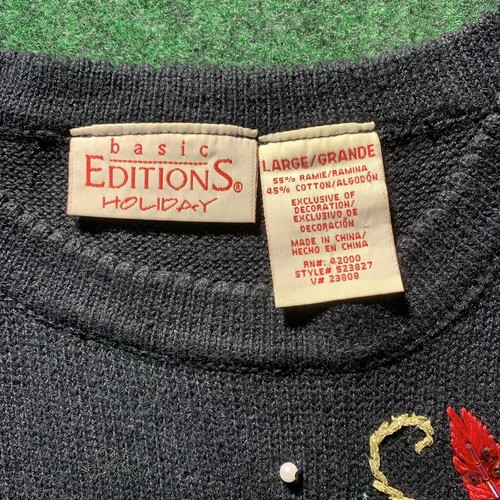 basic
EDITIONS®
HOLIDAY
LARGE/GRANDE
55% RAMIE/RAMINA
45% COTTON/ALGODÓN
EXCLUSIVE OF
DECORATION/
EXCLUSIVO DE
DECORACIÓN
MADE IN CHINA/
HECHO EN CHINA
RN#: 42000
STYLE# 523827
V# 23808